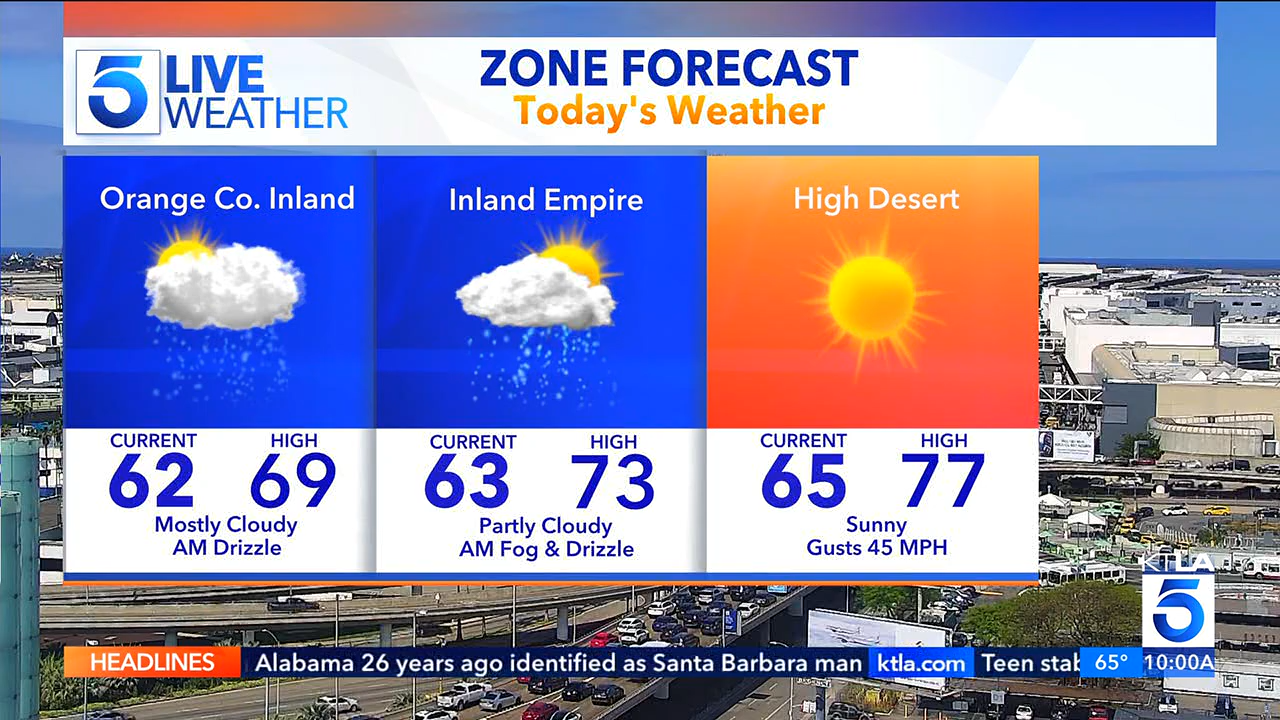 5 LIVE
WEATHER
ZONE FORECAST
Today's Weather
Orange Co. Inland
CURRENT HIGH
62 69
Mostly Cloudy
AM Drizzle
Inland Empire
CURRENT HIGH
63 73
Partly Cloudy
AM Fog & Drizzle
High Desert
CURRENT HIGH
65 77
Sunny
Gusts 45 MPH
KTLA
5
HEADLINES Alabama 26 years ago identified as Santa Barbara man ktla.com Teen stab 65° 10:00A